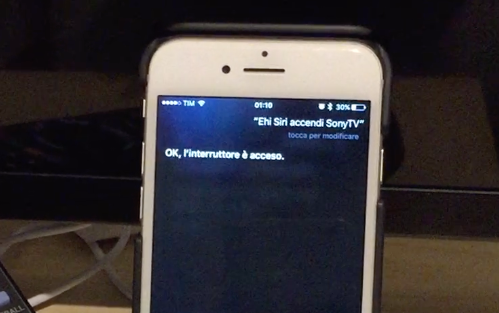 TIM 01:10 30%
"Ehi Siri accendi SonyTV"
tocca per modificare
OK, l'interruttore è acceso.